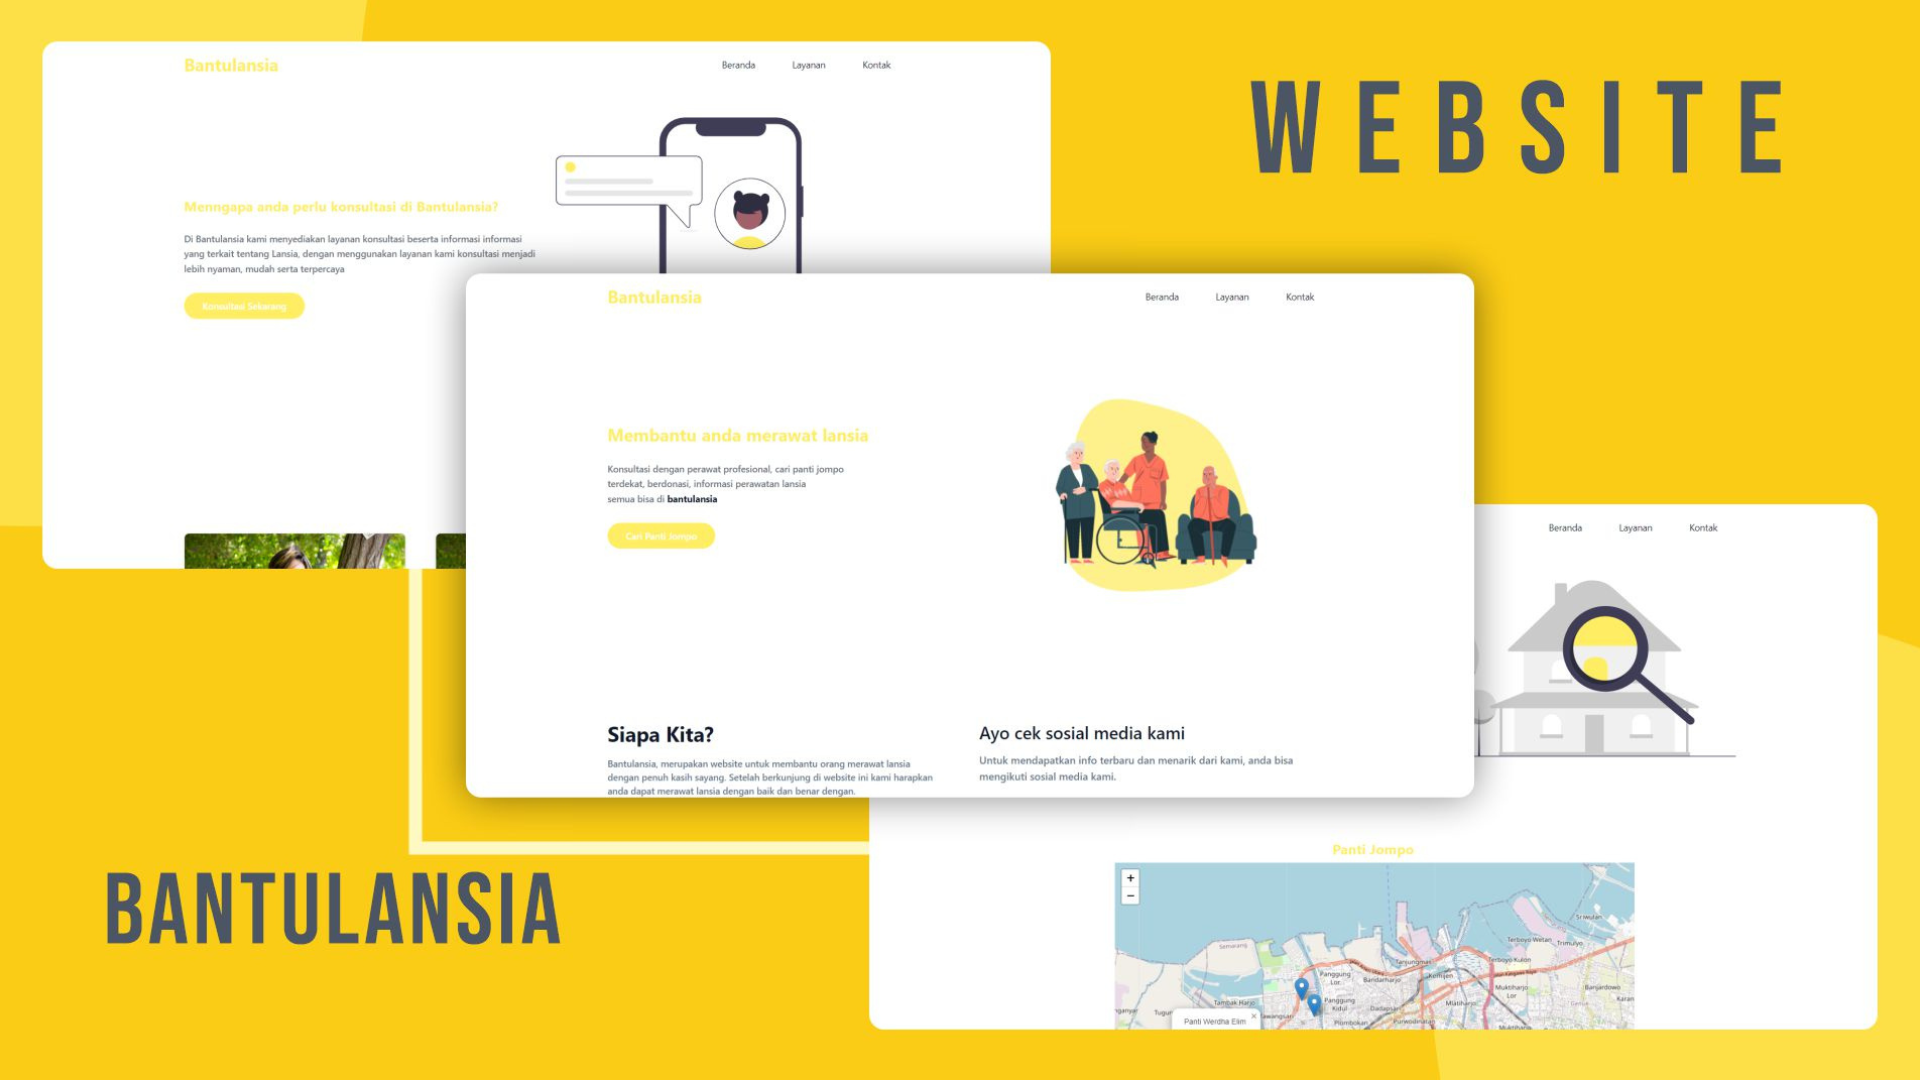 WEBSITE
Bantulansia
Beranda Layanan Kontak
Menngapa anda perlu konsultasi di Bantulansia?
Di Bantulansia kami menyediakan layanan konsultasi beserta informasi informasi
yang terkait tentang Lansia, dengan menggunakan layanan kami konsultasi menjadi
lebih nyaman, mudah serta terpercaya
Konsultasi Sekarang
Bantulansia
Beranda Layanan Kontak
Membantu anda merawat lansia
Konsultasi dengan perawat profesional, cari panti jompo
terdekat, berdonasi, informasi perawatan lansia
semua bisa di bantulansia
Cari Panti Jompo
Siapa Kita?
Bantulansia, merupakan website untuk membantu orang merawat lansia
dengan penuh kasih sayang. Setelah berkunjung di website ini kami harapkan
anda dapat merawat lansia dengan baik dan benar dengan.
Ayo cek sosial media kami
Untuk mendapatkan info terbaru dan menarik dari kami, anda bisa
mengikuti sosial media kami.
Beranda Layanan Kontak
Panti Jompo
+
−
Sriwulan
Semarang
Terboyo Wetan
Trimulyo
Terboyo Kulon
Tanjungmas
Kemijen
Panggung
Lor
Bandarharjo
Muktiharjo
Lor
Banjardowo
Genuk
Karan
Tambak Harjo
Panggung
Kidul
Dadapsari
Mlatiharjo
Tugur
Plombokan
Purwodinatan
Panti Werdha Elim
×
BANTULANSIA